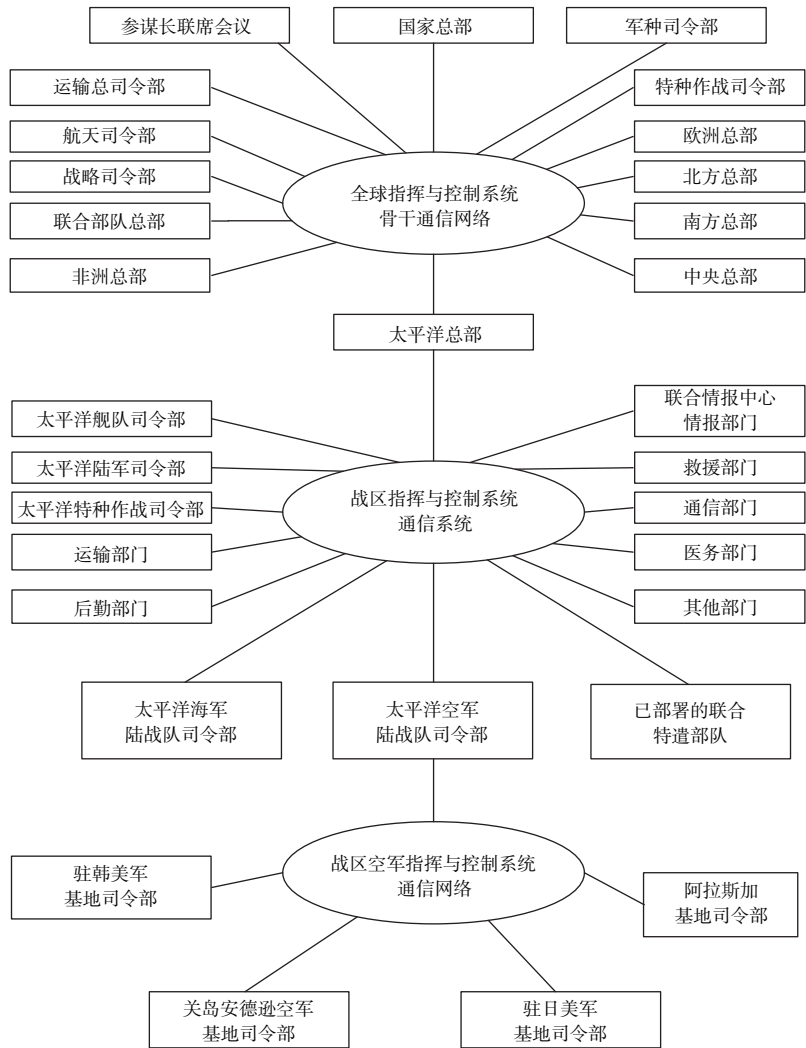 参谋长联席会议
国家总部
军种司令部
运输总司令部
特种作战司令部
航天司令部
欧洲总部
战略司令部
北方总部
全球指挥与控制系统
骨干通信网络
联合部队总部
南方总部
非洲总部
中央总部
太平洋总部
太平洋舰队司令部
联合情报中心
情报部门
太平洋陆军司令部
救援部门
战区指挥与控制系统
通信系统
太平洋特种作战司令部
通信部门
运输部门
医务部门
后勤部门
其他部门
太平洋海军
陆战队司令部
太平洋空军
陆战队司令部
已部署的联合
特遣部队
战区空军指挥与控制系统
通信网络
驻韩美军
基地司令部
阿拉斯加
基地司令部
关岛安德逊空军
基地司令部
驻日美军
基地司令部